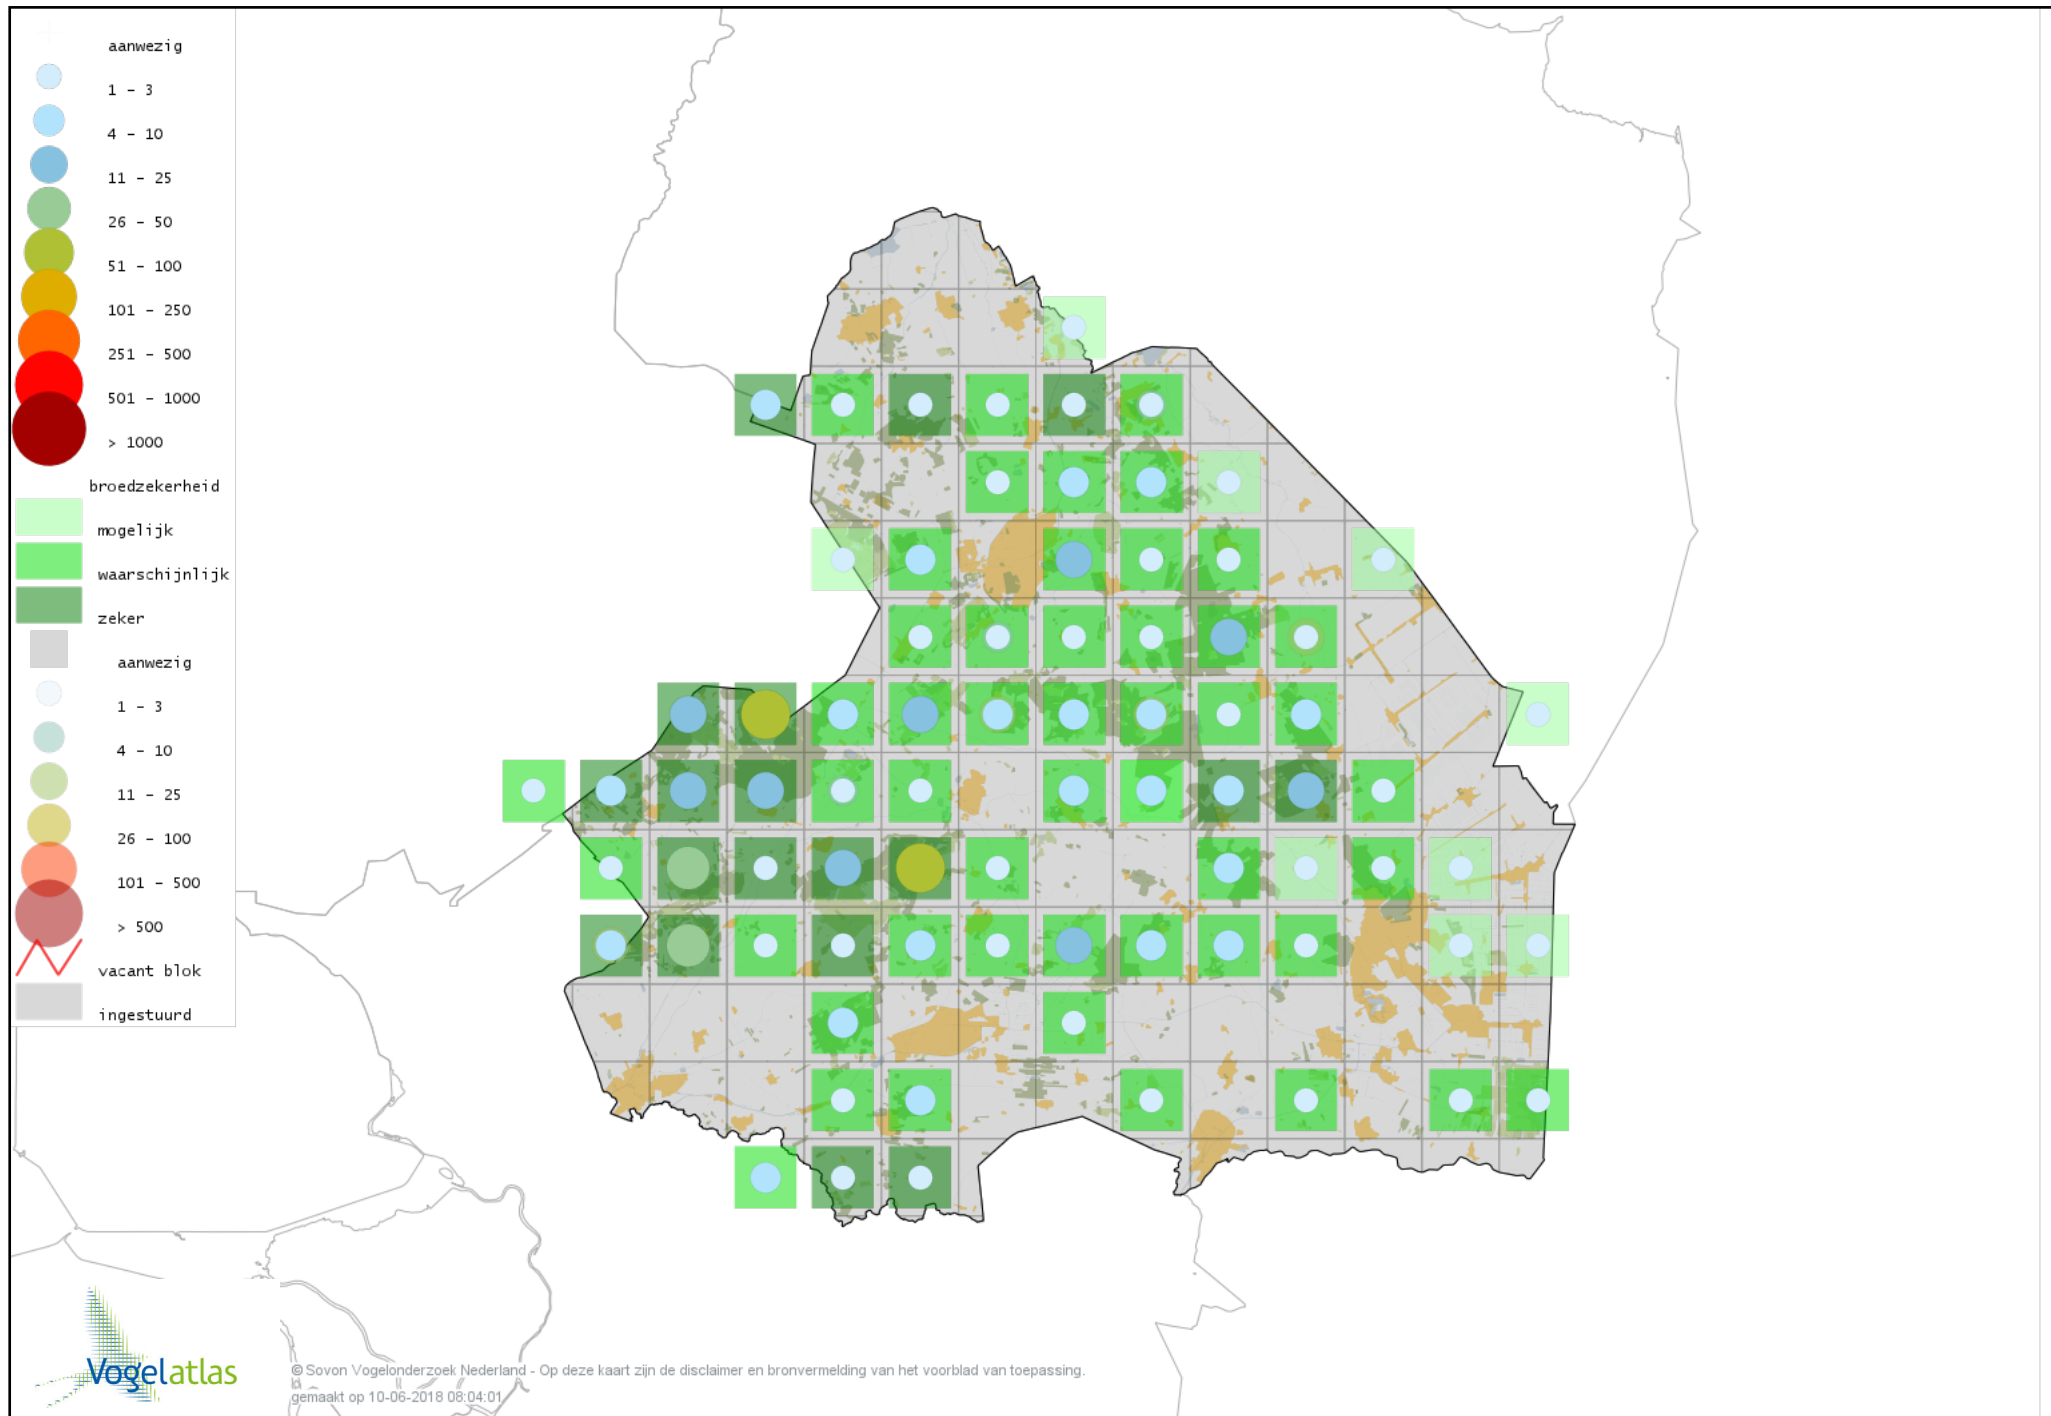 aanwezig
1 - 3
4 - 10
11 - 25
26 - 50
51 - 100
101 - 250
251 - 500
501 - 1000
> 1000
broedzekerheid
mogelijk
waarschijnlijk
zeker
aanwezig
1 - 3
4 - 10
11 - 25
26 - 100
101 - 500
> 500
vacant blok
ingestuurd
Vogelatlas
© Sovon Vogelonderzoek Nederland - Op deze kaart zijn de disclaimer en bronvermelding van het voorblad van toepassing.
gemaakt op 10-06-2018 08:04:01